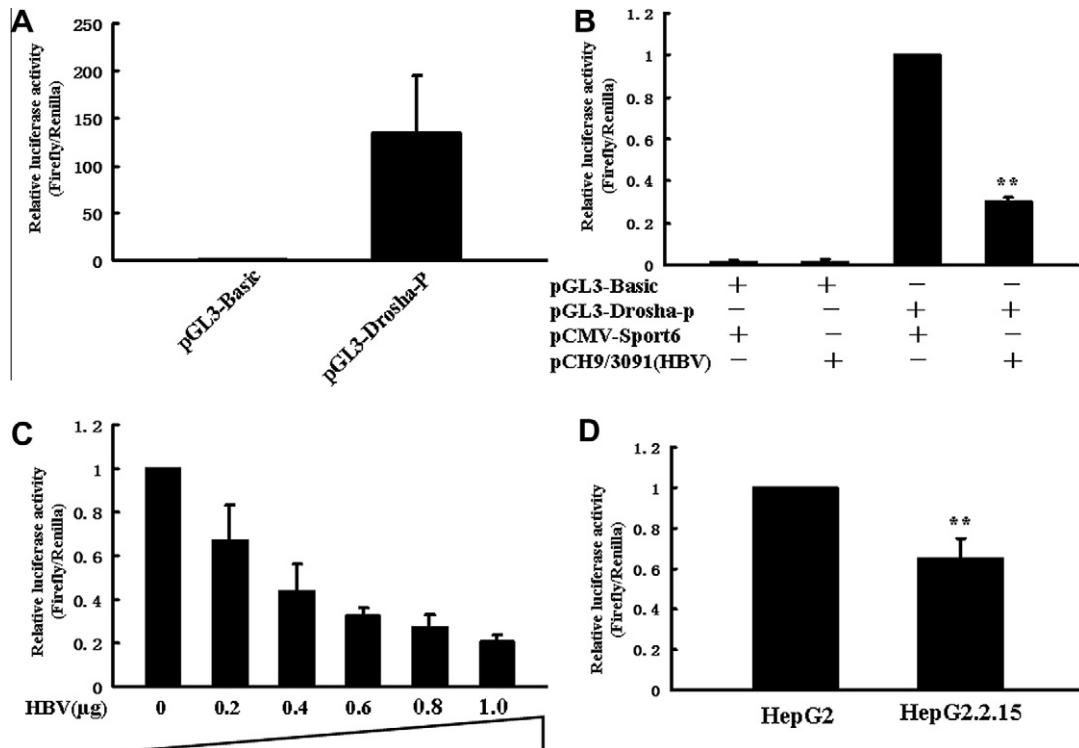 A
Relative luciferase activity
(Firefly/Renilla)
250
200
150
100
50
0
pGL3-Basic
pGL3-Drosha-P
B
Relative luciferase activity
(Firefly/Renilla)
1.2
1
0.8
0.6
0.4
0.2
0
**
pGL3-Basic + + − −
pGL3-Drosha-p − − + +
pCMV-Sport6 + − + −
pCH9/3091(HBV) − + − +
C
Relative luciferase activity
(Firefly/Renilla)
1.2
1
0.8
0.6
0.4
0.2
0
HBV(µg) 0 0.2 0.4 0.6 0.8 1.0
D
Relative luciferase activity
(Firefly/Renilla)
1.2
1
0.8
0.6
0.4
0.2
0
**
HepG2 HepG2.2.15